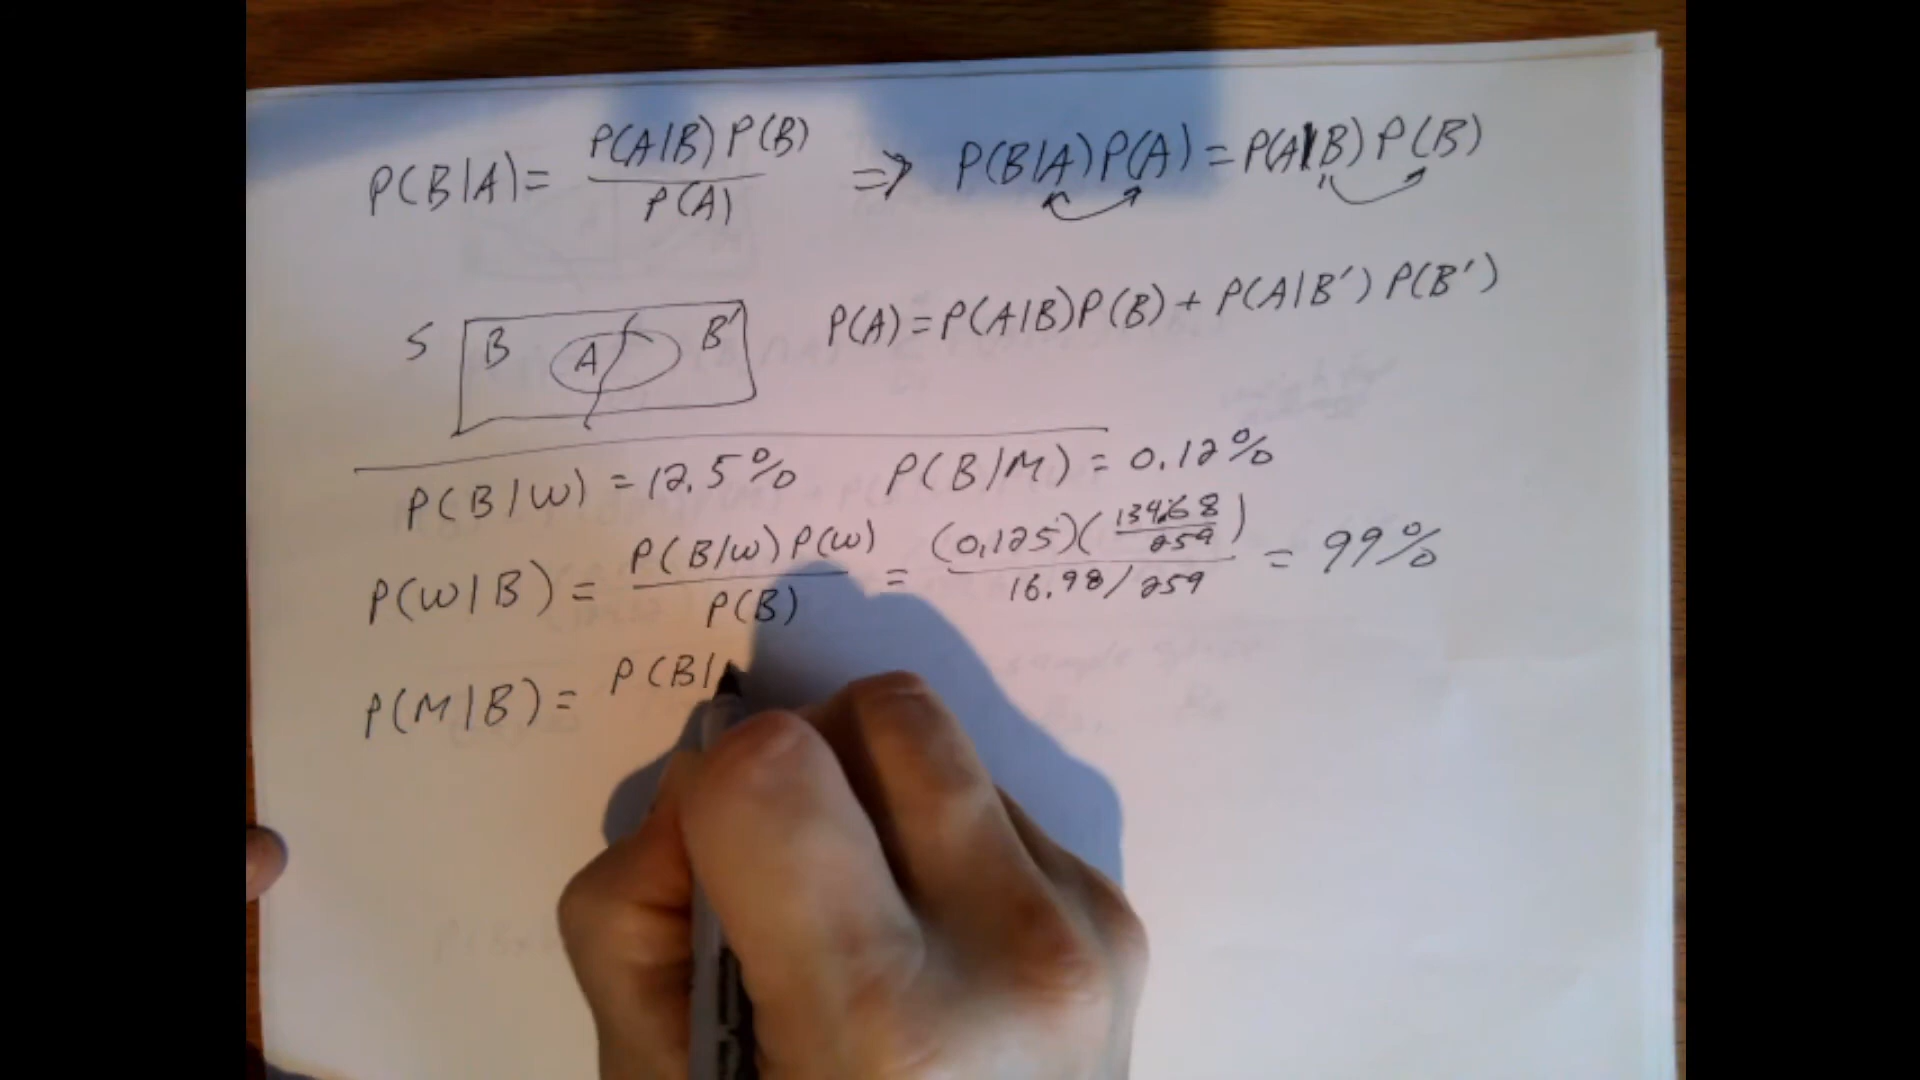 P(B|A) = P(A|B) P(B) / P(A) => P(B|A) P(A) = P(A|B) P(B)
S B A B' P(A) = P(A|B) P(B) + P(A|B') P(B')
P(B|W) = 12.5% P(B|M) = 0.12%
P(W|B) = P(B|W) P(W) / P(B) = (0.125)(134.68/259) / 16.98/259 = 99%
P(M|B) = P(B|